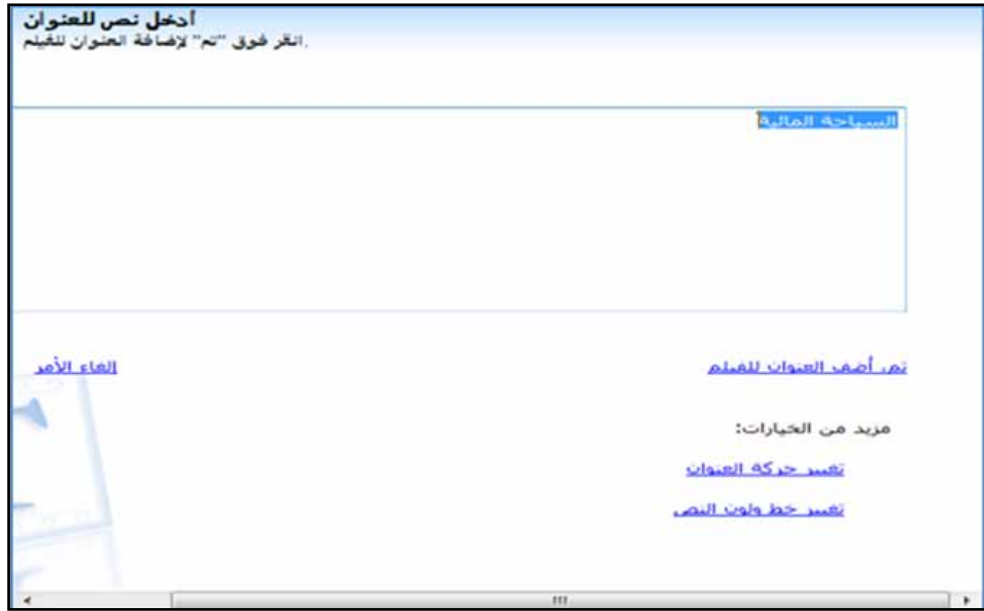 أدخل نص للعنوان
انقر فوق "تم" لإضافة العنوان للفيلم.
السياحة المالية
تم، أضف العنوان للفيلم
إلغاء الأمر
مزيد من الخيارات:
تغيير حركة العنوان
تغيير خط ولون النص